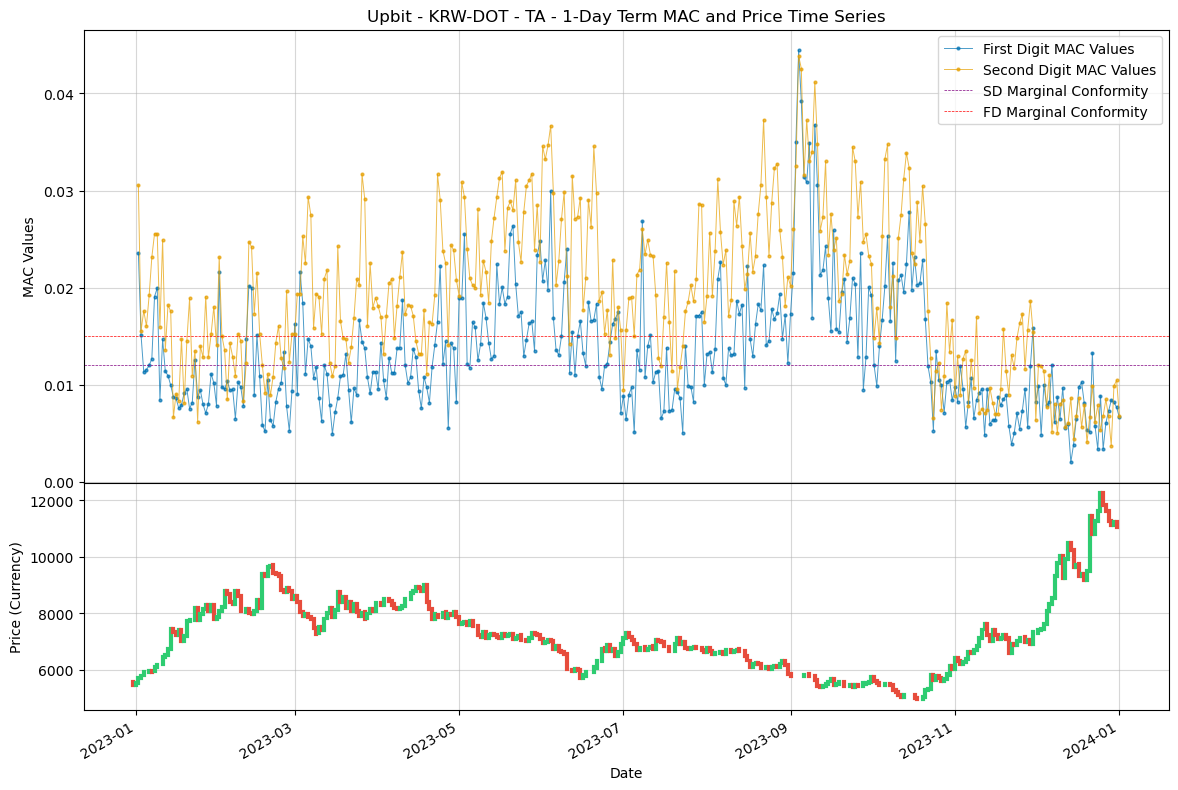 Upbit - KRW-DOT - TA - 1-Day Term MAC and Price Time Series
First Digit MAC Values
Second Digit MAC Values
SD Marginal Conformity
FD Marginal Conformity
MAC Values
0.04
0.03
0.02
0.01
0.00
Price (Currency)
12000
10000
8000
6000
2023-01
2023-03
2023-05
2023-07
2023-09
2023-11
2024-01
Date